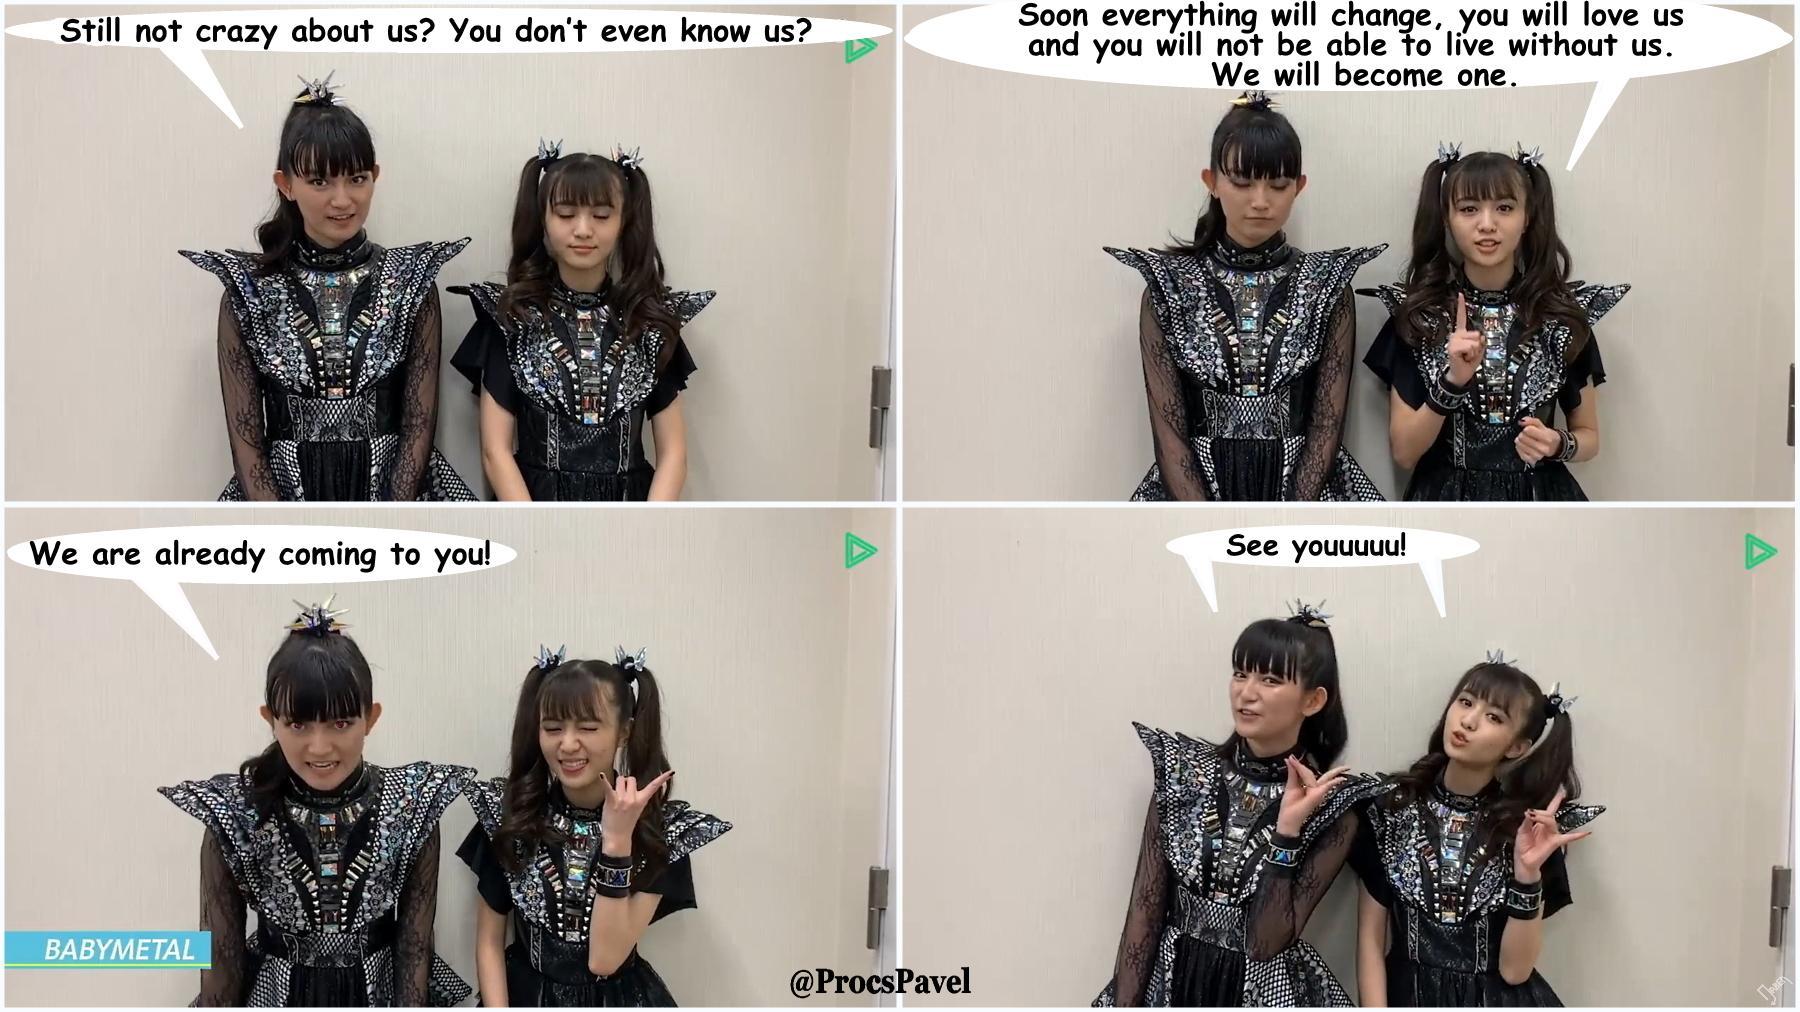 Still not crazy about us? You don't even know us?
Soon everything will change, you will love us
and you will not be able to live without us.
We will become one.
We are already coming to you!
See youuuuu!
BABYMETAL
@ProcsPavel